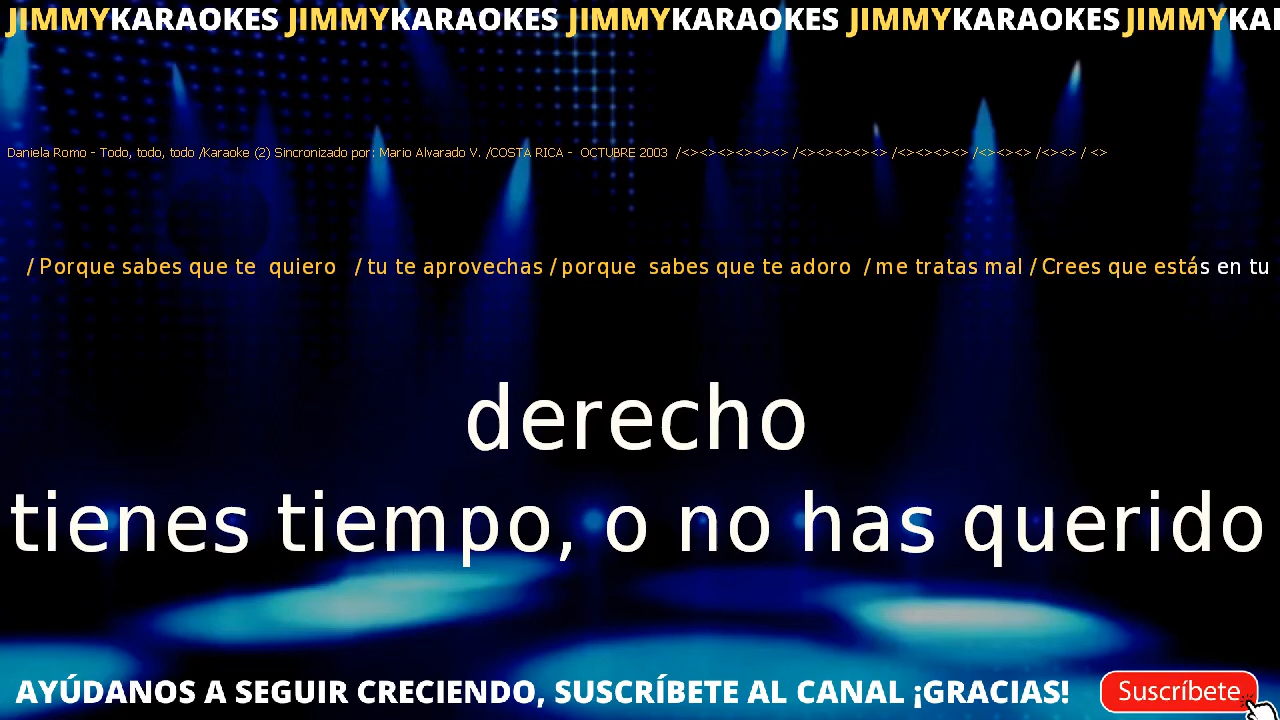 JIMMYKARAOKES JIMMYKARAOKES JIMMYKARAOKES JIMMYKARAOKES JIMMYKAI
Daniela Romo - Todo, todo, todo /Karaoke (2) Sincronizado por: Mario Alvarado V. /COSTA RICA - OCTUBRE 2003 /<><><><><><> /<><><><><> /<><><><> /<><><> /<><> / <>
/ Porque sabes que te quiero / tu te aprovechas / porque sabes que te adoro / me tratas mal / Crees que estás en tu
derecho
tienes tiempo, o no has querido
AYÚDANOS A SEGUIR CRECIENDO, SUSCRÍBETE AL CANAL ¡GRACIAS!
Suscríbete